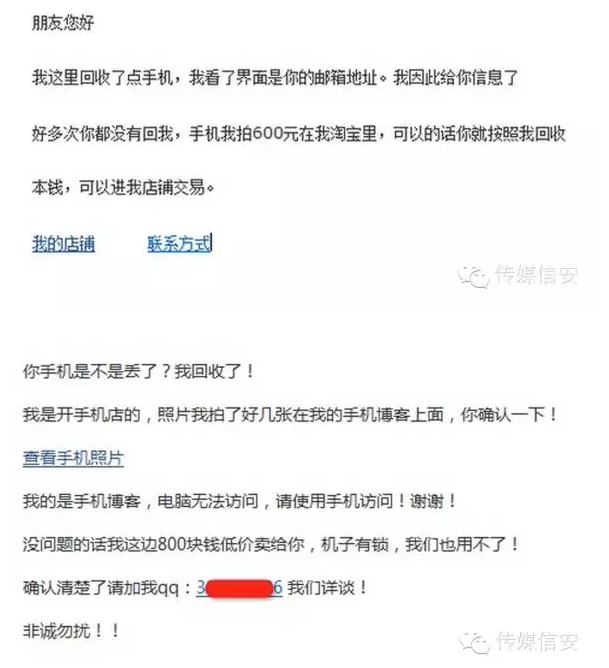 朋友您好
我这里回收了点手机，我看了界面是你的邮箱地址。我因此给你信息了
好多次你都没有回我，手机我拍600元在我淘宝里，可以的话你就按照我回收
本钱，可以进我店铺交易。
我的店铺 联系方式
传媒信安
你手机是不是丢了？我回收了！
我是开手机店的，照片我拍了好几张在我的手机博客上面，你确认一下！
查看手机照片
我的是手机博客，电脑无法访问，请使用手机访问！谢谢！
没问题的话我这边800块钱低价卖给你，机子有锁，我们也用不了！
确认清楚了请加我qq：3 6 我们详谈！
非诚勿扰！！
传媒信安